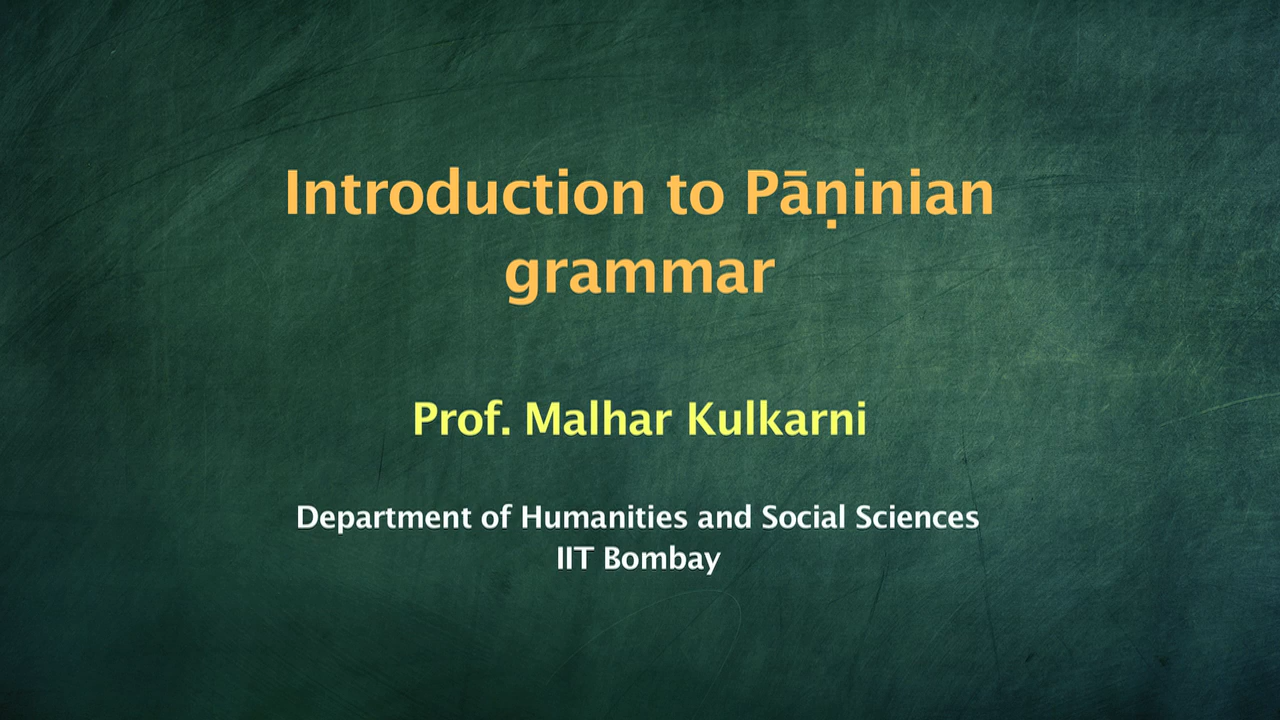 Introduction to Pāṇinian
grammar
Prof. Malhar Kulkarni
Department of Humanities and Social Sciences
IIT Bombay